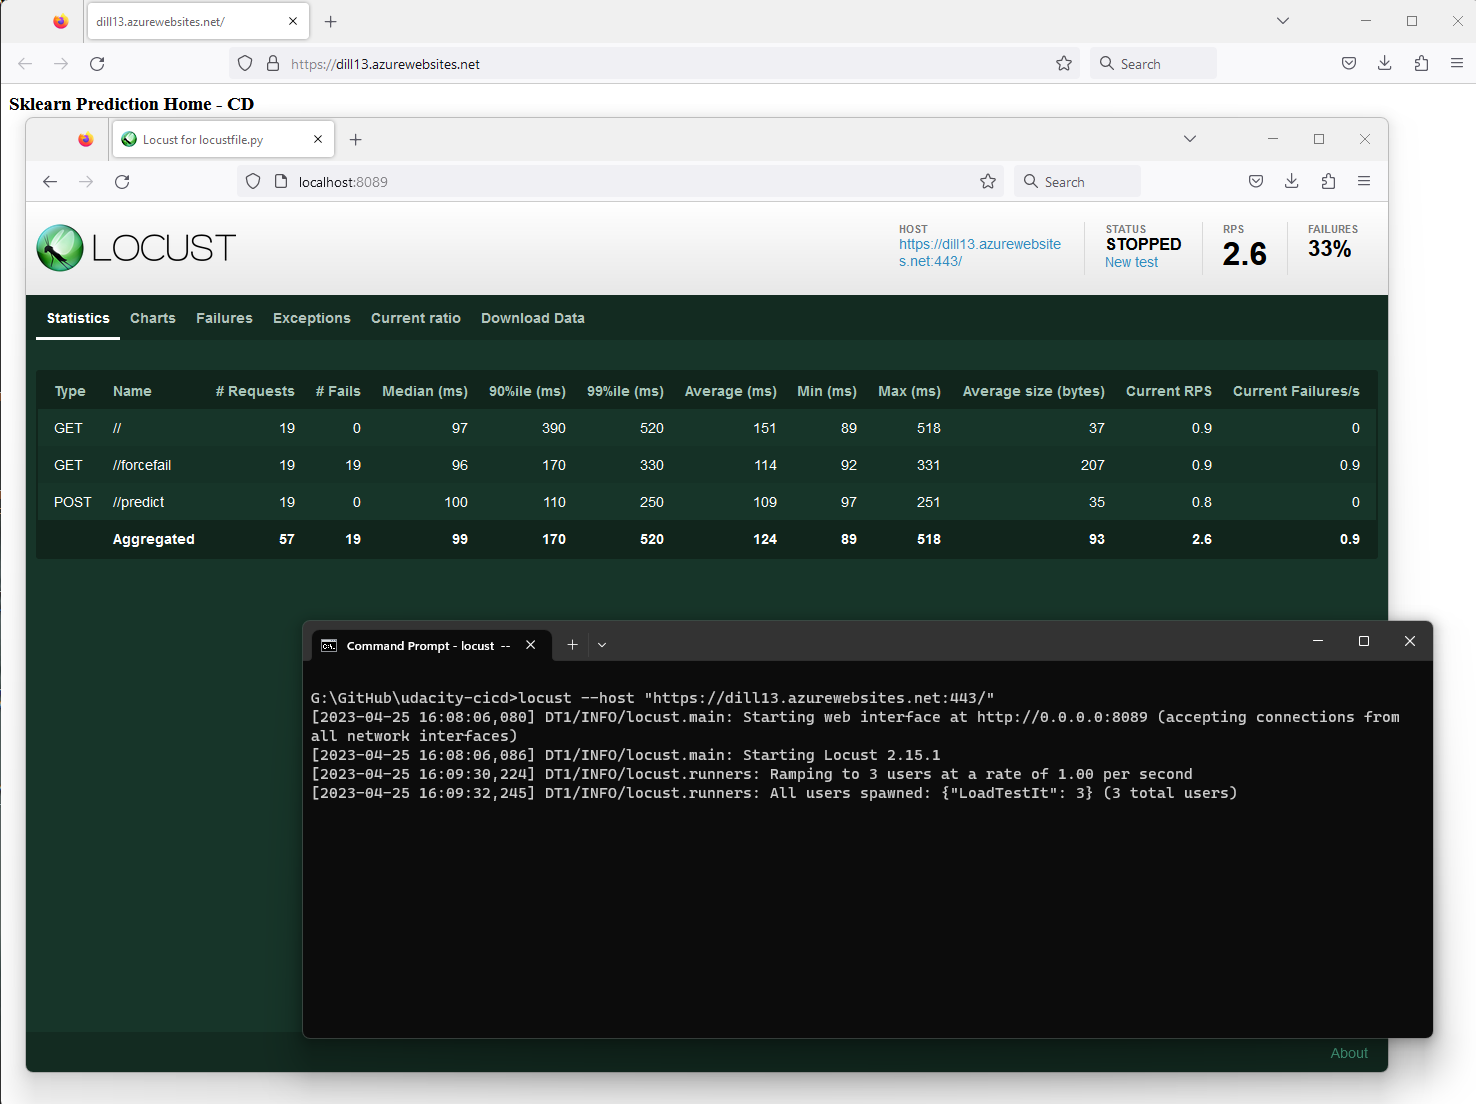 dill13.azurewebsites.net/
https://dill13.azurewebsites.net
Search
Sklearn Prediction Home - CD
Locust for locustfile.py
localhost:8089
Search
LOCUST
HOST
https://dill13.azurewebsite
s.net:443/
STATUS
STOPPED
New test
RPS
2.6
FAILURES
33%
Statistics Charts Failures Exceptions Current ratio Download Data
Type Name # Requests # Fails Median (ms) 90%ile (ms) 99%ile (ms) Average (ms) Min (ms) Max (ms) Average size (bytes) Current RPS Current Failures/s
GET // 19 0 97 390 520 151 89 518 37 0.9 0
GET //forcefail 19 19 96 170 330 114 92 331 207 0.9 0.9
POST //predict 19 0 100 110 250 109 97 251 35 0.8 0
Aggregated 57 19 99 170 520 124 89 518 93 2.6 0.9
Command Prompt - locust --
G:\GitHub\udacity-cicd>locust --host "https://dill13.azurewebsites.net:443/"
[2023-04-25 16:08:06,080] DT1/INFO/locust.main: Starting web interface at http://0.0.0.0:8089 (accepting connections from
all network interfaces)
[2023-04-25 16:08:06,086] DT1/INFO/locust.main: Starting Locust 2.15.1
[2023-04-25 16:09:30,224] DT1/INFO/locust.runners: Ramping to 3 users at a rate of 1.00 per second
[2023-04-25 16:09:32,245] DT1/INFO/locust.runners: All users spawned: {"LoadTestIt": 3} (3 total users)
About